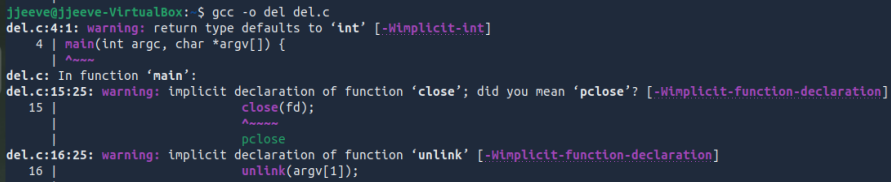 jjeeve@jjeeve-VirtualBox:~$ gcc -o del del.c
del.c:4:1: warning: return type defaults to ‘int’ [-Wimplicit-int]
    4 | main(int argc, char *argv[]) {
      | ^~~~
del.c: In function ‘main’:
del.c:15:25: warning: implicit declaration of function ‘close’; did you mean ‘pclose’? [-Wimplicit-function-declaration]
   15 |                         close(fd);
      |                         ^~~~~
      |                         pclose
del.c:16:25: warning: implicit declaration of function ‘unlink’ [-Wimplicit-function-declaration]
   16 |                         unlink(argv[1]);